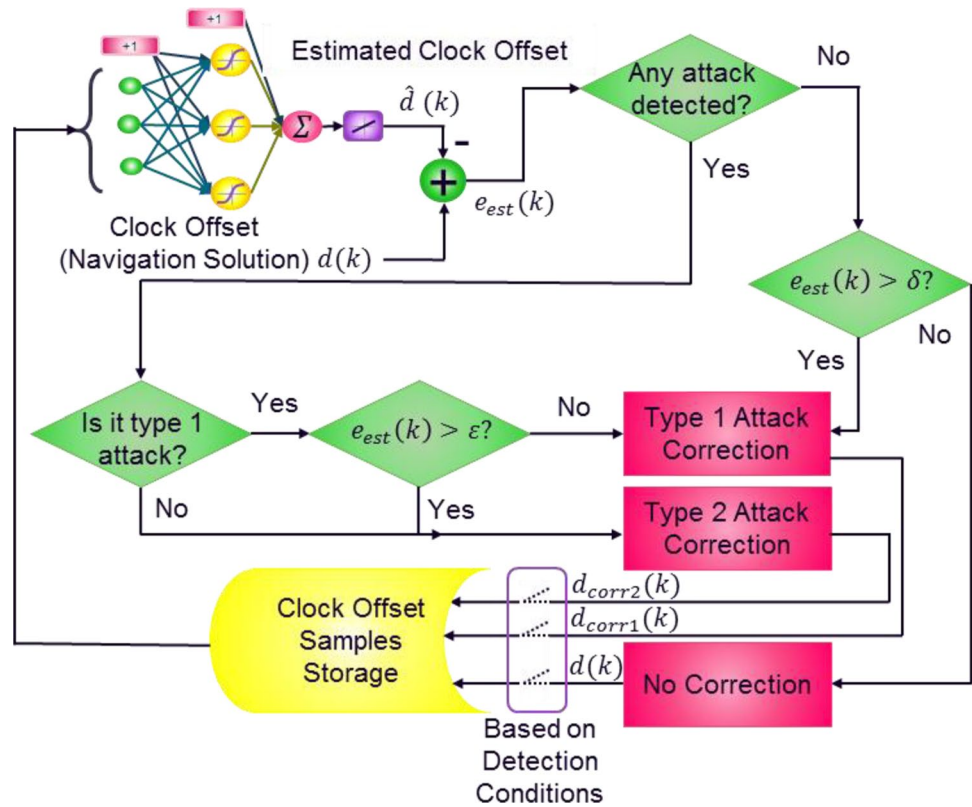 +1
+1
Estimated Clock Offset
d̂ (k)
Σ
-
+
e_est(k)
Clock Offset
(Navigation Solution) d(k)
Any attack
detected?
No
Yes
e_est(k) > δ?
No
Yes
Is it type 1
attack?
Yes
No
e_est(k) > ε?
No
Yes
Type 1 Attack
Correction
Type 2 Attack
Correction
Clock Offset
Samples
Storage
d_corr2(k)
d_corr1(k)
d(k)
No Correction
Based on
Detection
Conditions